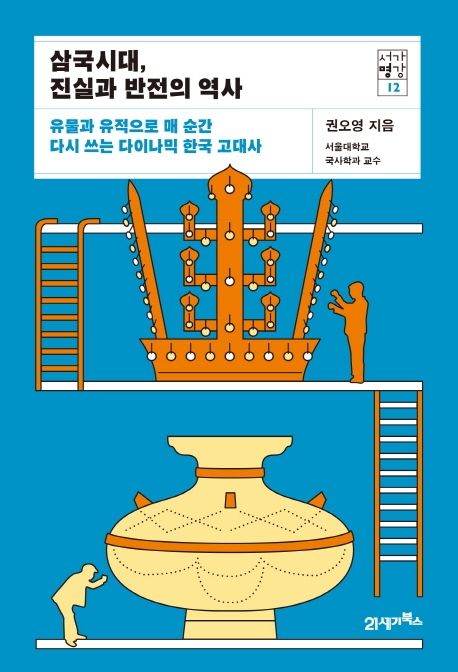 삼국시대,
진실과 반전의 역사
서가
명강
12
유물과 유적으로 매 순간
다시 쓰는 다이나믹 한국 고대사
권오영 지음
서울대학교
국사학과 교수
21세기북스